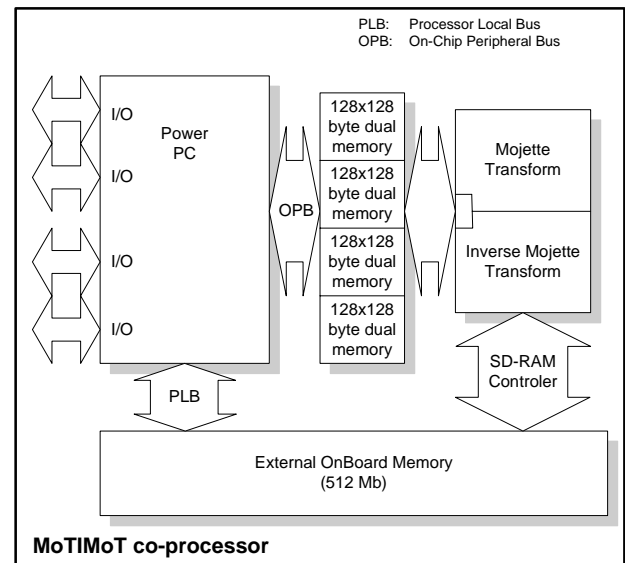 PLB: Processor Local Bus
OPB: On-Chip Peripheral Bus
I/O
I/O
I/O
I/O
Power
PC
OPB
128x128
byte dual
memory
128x128
byte dual
memory
128x128
byte dual
memory
128x128
byte dual
memory
Mojette
Transform
Inverse Mojette
Transform
PLB
SD-RAM
Controler
External OnBoard Memory
(512 Mb)
MoTIMoT co-processor